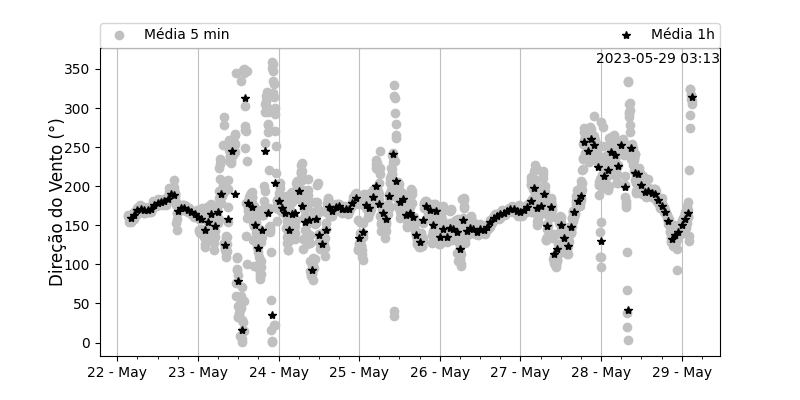 Média 5 min
Média 1h
2023-05-29 03:13
Direção do Vento (°)
350
300
250
200
150
100
50
0
22 - May
23 - May
24 - May
25 - May
26 - May
27 - May
28 - May
29 - May